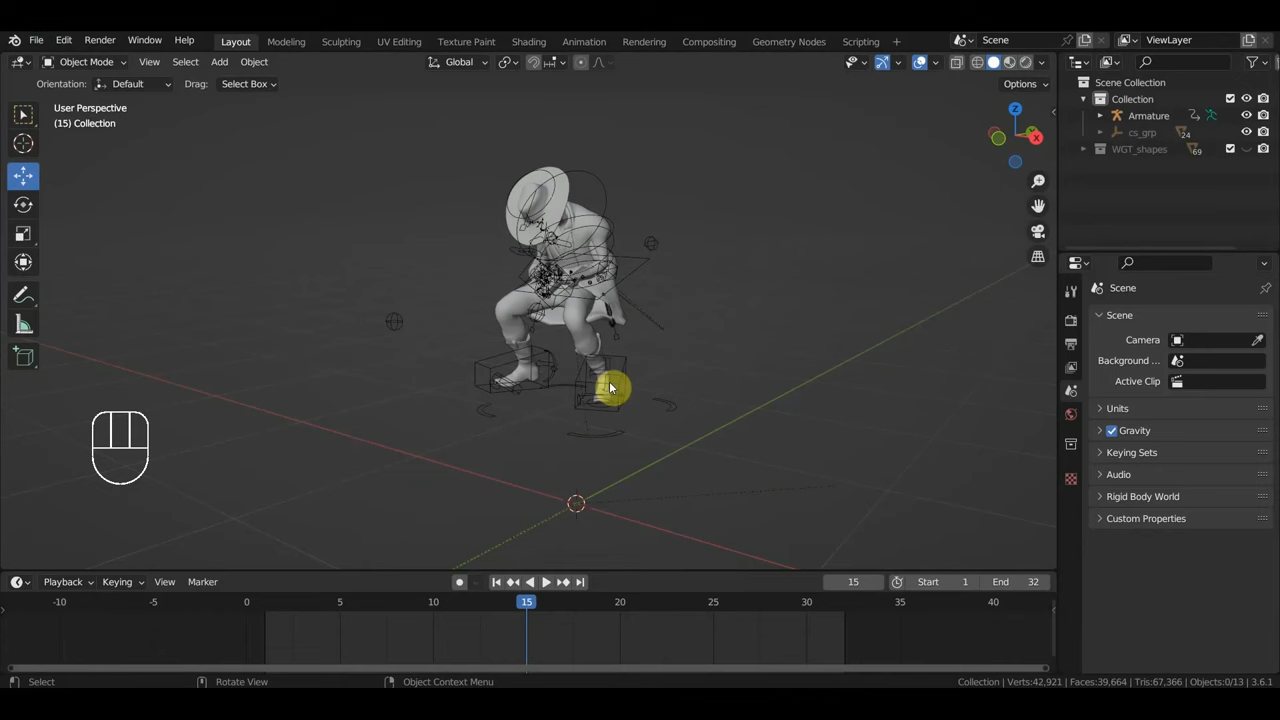 File Edit Render Window Help Layout Modeling Sculpting UV Editing Texture Paint Shading Animation Rendering Compositing Geometry Nodes Scripting + Scene ViewLayer
Object Mode View Select Add Object Global
Orientation: Default Drag: Select Box Options
User Perspective
(15) Collection
Z
X
Scene Collection
Collection
Armature
cs_grp 24
WGT_shapes 69
Scene
Scene
Camera
Background ...
Active Clip
Units
Gravity
Keying Sets
Audio
Rigid Body World
Custom Properties
Playback Keying View Marker 15 Start 1 End 32
-10 -5 0 5 10 15 20 25 30 35 40
Select Rotate View Object Context Menu Collection | Verts:42,921 | Faces:39,664 | Tris:67,366 | Objects:0/13 | 3.6.1